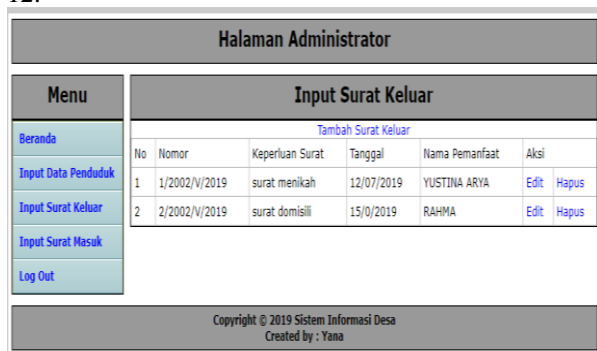 12.
Halaman Administrator
Menu
Beranda
Input Data Penduduk
Input Surat Keluar
Input Surat Masuk
Log Out
Input Surat Keluar
Tambah Surat Keluar
No Nomor Keperluan Surat Tanggal Nama Pemanfaat Aksi
1 1/2002/V/2019 surat menikah 12/07/2019 YUSTINA ARYA Edit Hapus
2 2/2002/V/2019 surat domisili 15/0/2019 RAHMA Edit Hapus
Copyright © 2019 Sistem Informasi Desa
Created by : Yana